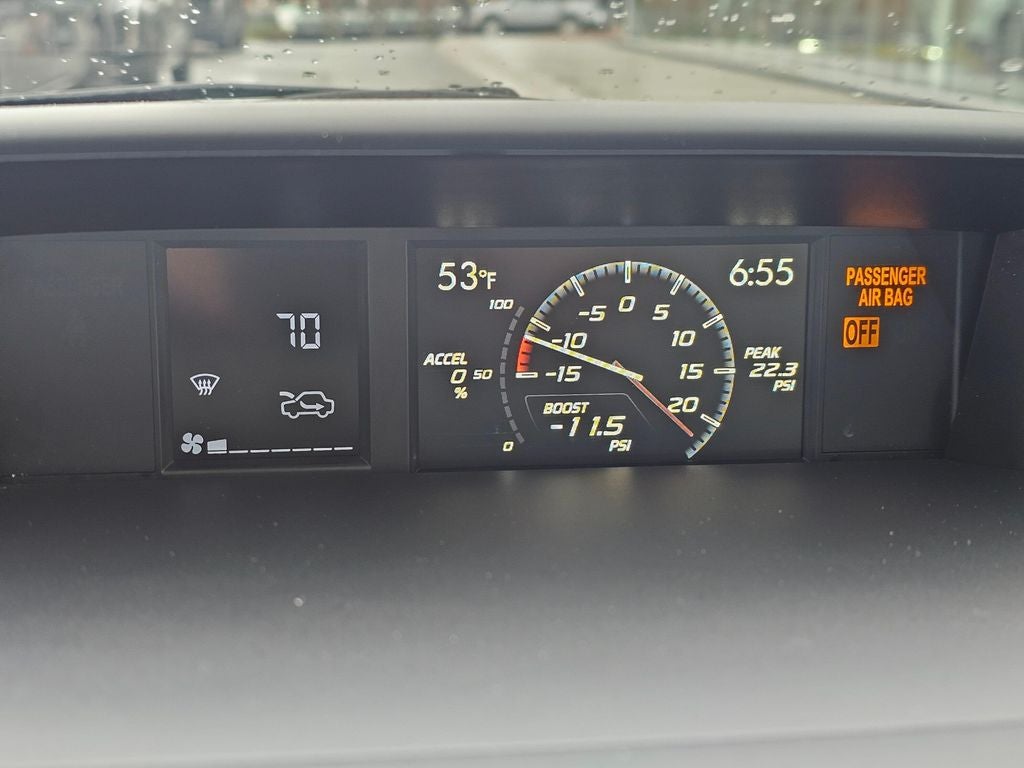 70
53°F
6:55
100
ACCEL
0
%
50
0
-15
-10
-5
0
5
10
15
20
BOOST
-11.5
PSI
PEAK
22.3
PSI
PASSENGER
AIR BAG
OFF